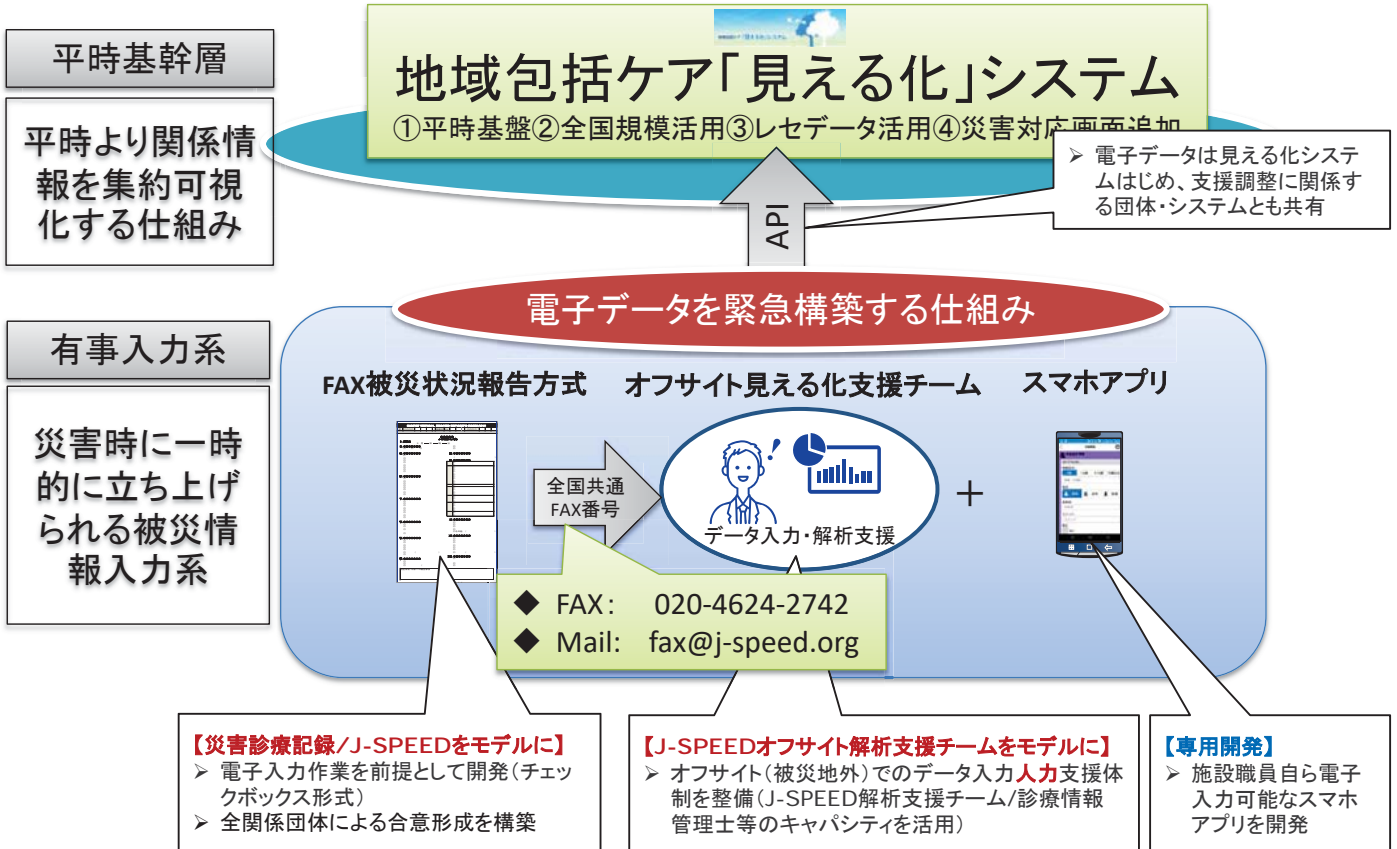 平時基幹層
平時より関係情
報を集約可視
化する仕組み
地域包括ケア「見える化」システム
①平時基盤②全国規模活用③レセデータ活用④災害対応画面追加
➢ 電子データは見える化システ
ムはじめ、支援調整に関係す
る団体・システムとも共有
API
電子データを緊急構築する仕組み
有事入力系
災害時に一時
的に立ち上げ
られる被災情
報入力系
FAX被災状況報告方式
オフサイト見える化支援チーム
スマホアプリ
全国共通
FAX番号
データ入力・解析支援
＋
◆ FAX: 020-4624-2742
◆ Mail: fax@j-speed.org
【災害診療記録/J-SPEEDをモデルに】
➢ 電子入力作業を前提として開発(チェッ
クボックス形式)
➢ 全関係団体による合意形成を構築
【J-SPEEDオフサイト解析支援チームをモデルに】
➢ オフサイト(被災地外)でのデータ入力人力支援体
制を整備(J-SPEED解析支援チーム/診療情報
管理士等のキャパシティを活用)
【専用開発】
➢ 施設職員自ら電子
入力可能なスマホ
アプリを開発